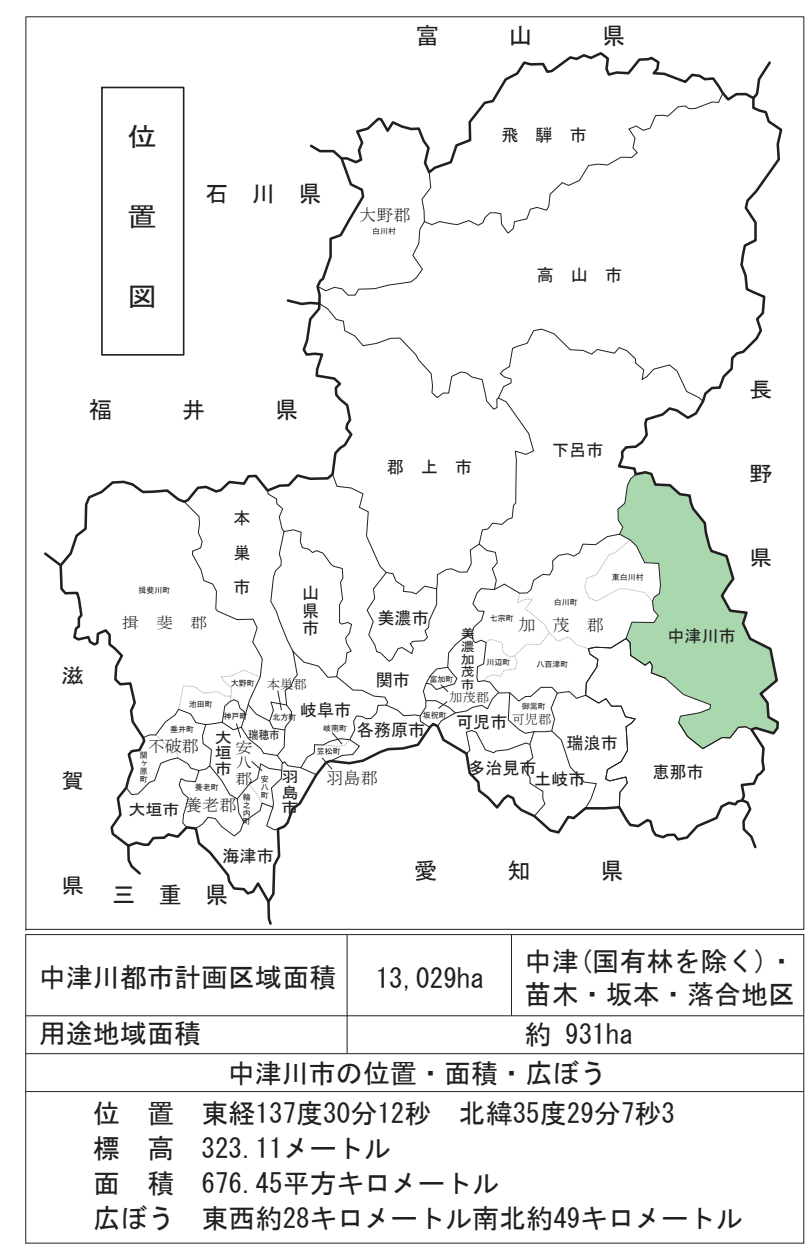 富山県
位置図
飛騨市
石川県
大野郡
白川村
高山市
福井県
長野県
郡上市
下呂市
本巣市
揖斐川町
揖斐郡
山県市
美濃市
美濃加茂市
七宗町
加茂郡
白川町
東白川村
中津川市
滋賀県
関市
川辺町
八百津町
富加町
加茂郡
大野町
本巣郡
池田町
神戸町
北方町
岐阜市
坂祝町
御嵩町
可児郡
可児市
垂井町
不破郡
関ヶ原町
大垣市
安八郡
瑞穂市
岐南町
笠松町
各務原市
瑞浪市
多治見市
土岐市
恵那市
養老町
養老郡
大垣市
輪之内町
安八町
羽島市
羽島郡
海津市
三重県
愛知県
中津川都市計画区域面積 13,029ha 中津(国有林を除く)・
苗木・坂本・落合地区
用途地域面積 約 931ha
中津川市の位置・面積・広ぼう
位　置　東経137度30分12秒　北緯35度29分7秒3
標　高　323.11メートル
面　積　676.45平方キロメートル
広ぼう　東西約28キロメートル南北約49キロメートル